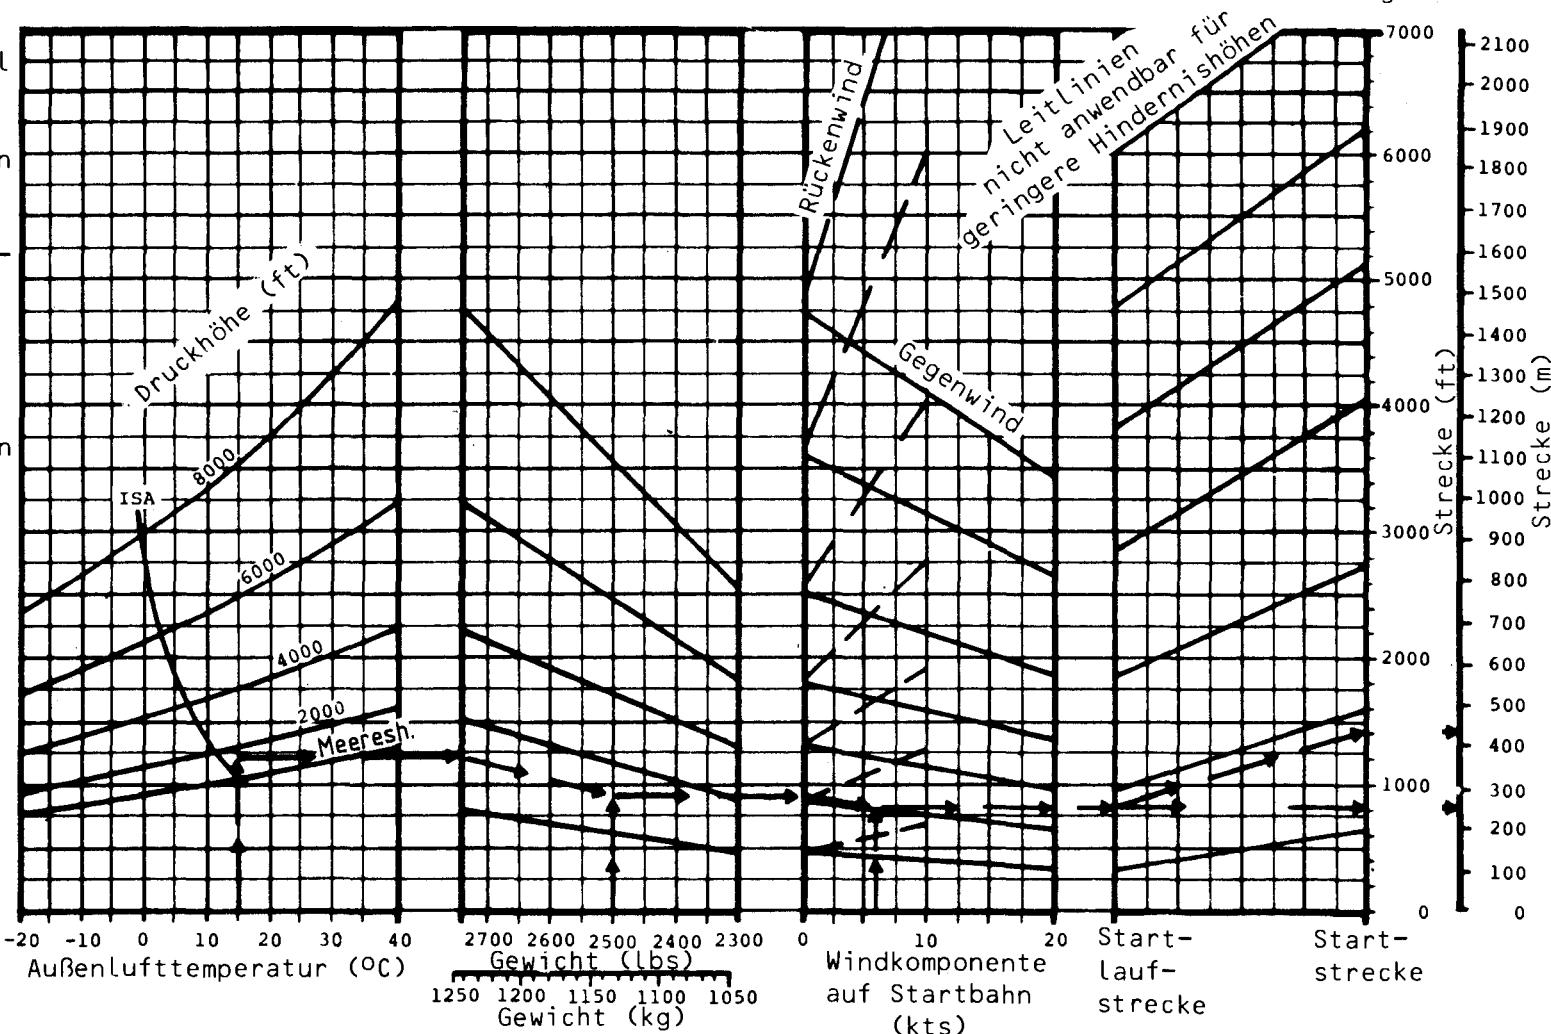 Rückenwind
Leitlinien
nicht anwendbar für
geringere Hindernishöhen
Druckhöhe (ft)
Gegenwind
ISA
8000
6000
4000
2000
Meeresh.
7000
6000
5000
4000
3000
2000
1000
0
Strecke (ft)
2100
2000
1900
1800
1700
1600
1500
1400
1300
1200
1100
1000
900
800
700
600
500
400
300
200
100
0
Strecke (m)
-20 -10 0 10 20 30 40
Außenlufttemperatur (°C)
2700 2600 2500 2400 2300
Gewicht (lbs)
1250 1200 1150 1100 1050
Gewicht (kg)
0 10 20
Windkomponente
auf Startbahn
(kts)
Start-
lauf-
strecke
Start-
strecke